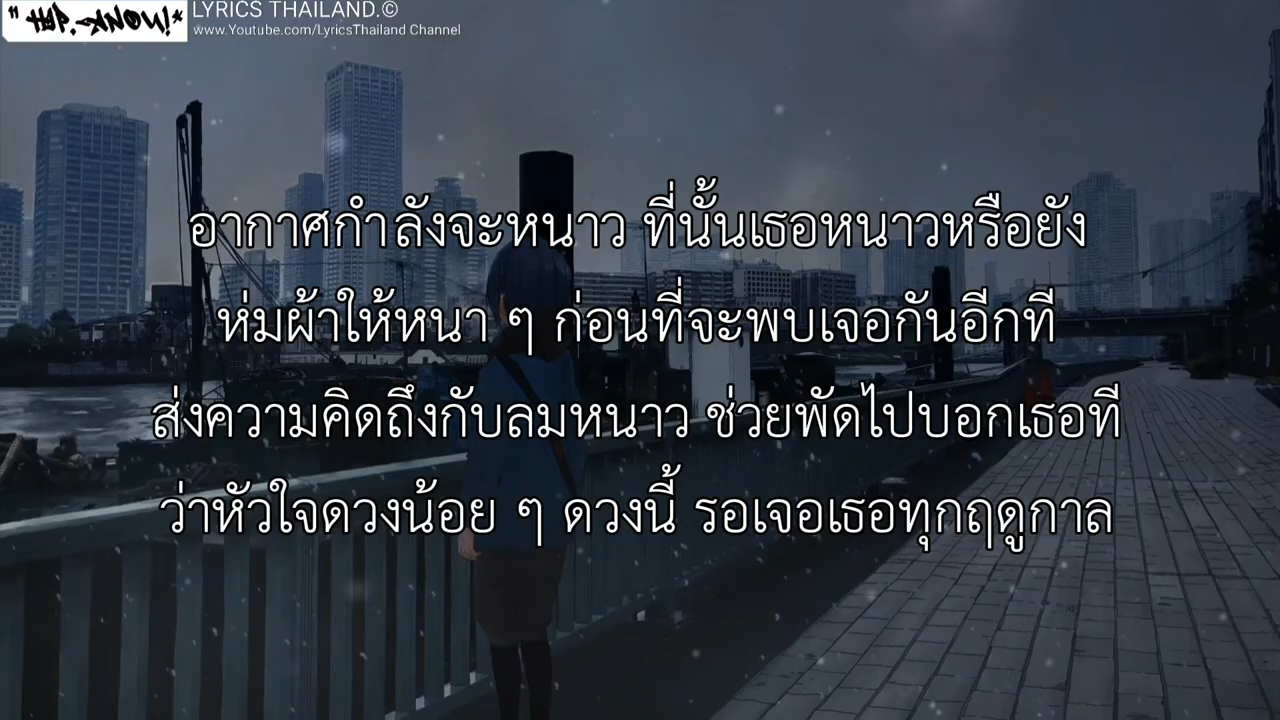 " HIP. KNOW!*
LYRICS THAILAND.©
www.Youtube.com/LyricsThailand Channel
อากาศกำลังจะหนาว ที่นั้นเธอหนาวหรือยัง
ห่มผ้าให้หนา ๆ ก่อนที่จะพบเจอกันอีกที
ส่งความคิดถึงกับลมหนาว ช่วยพัดไปบอกเธอที
ว่าหัวใจดวงน้อย ๆ ดวงนี้ รอเจอเธอทุกฤดูกาล